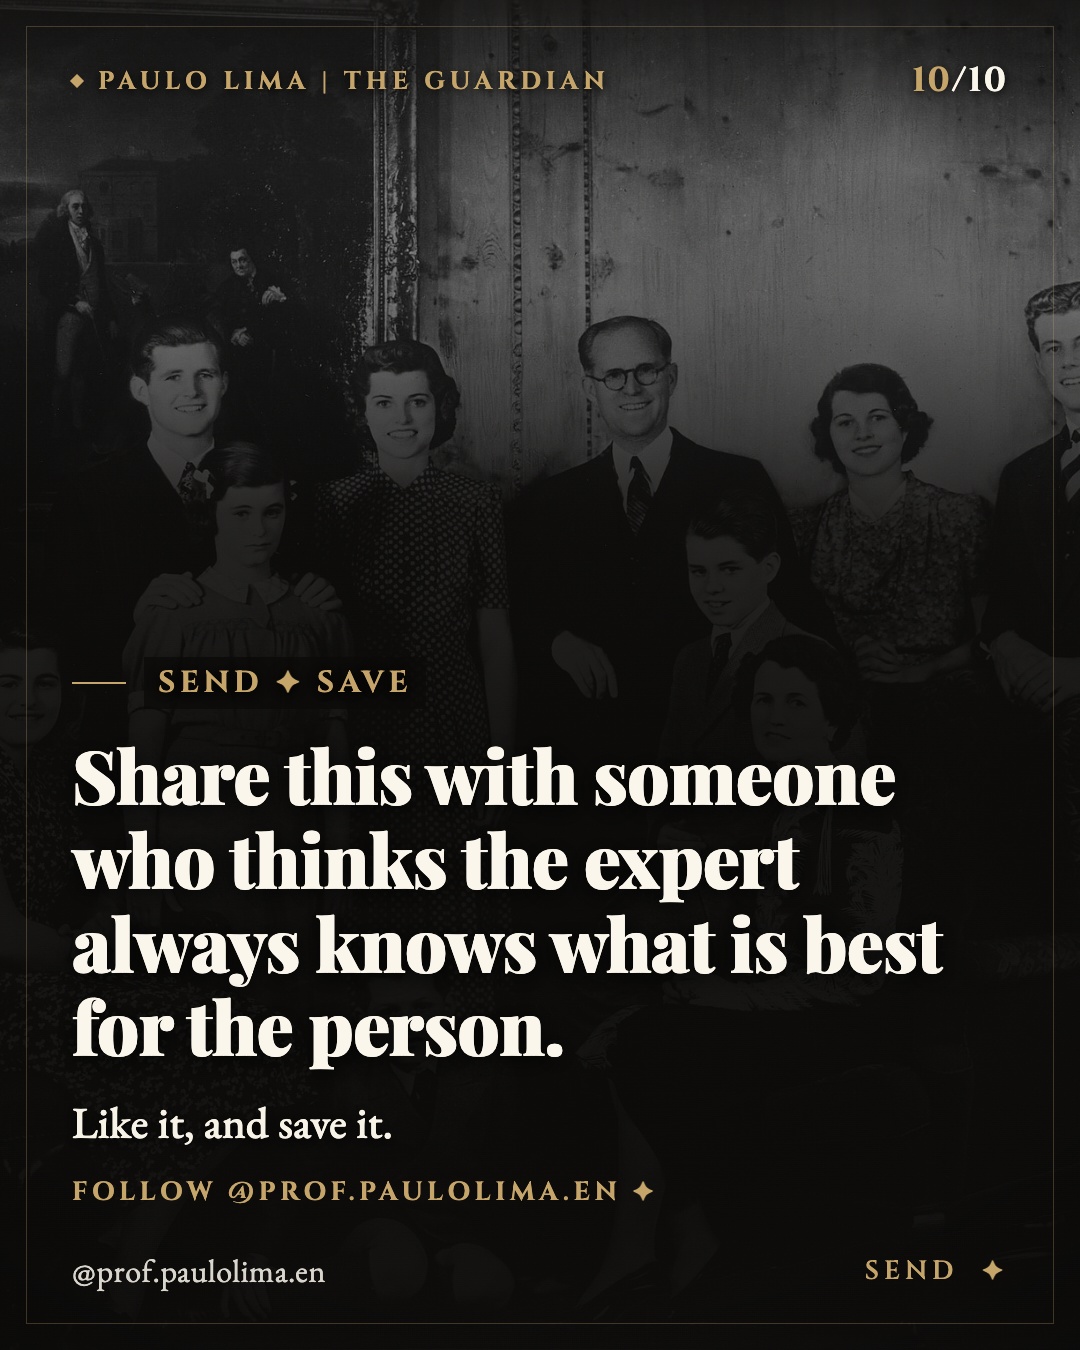 ◆ PAULO LIMA | THE GUARDIAN
10/10
SEND ✦ SAVE
Share this with someone
who thinks the expert
always knows what is best
for the person.
Like it, and save it.
FOLLOW @PROF.PAULOLIMA.EN ✦
@prof.paulolima.en
SEND ✦